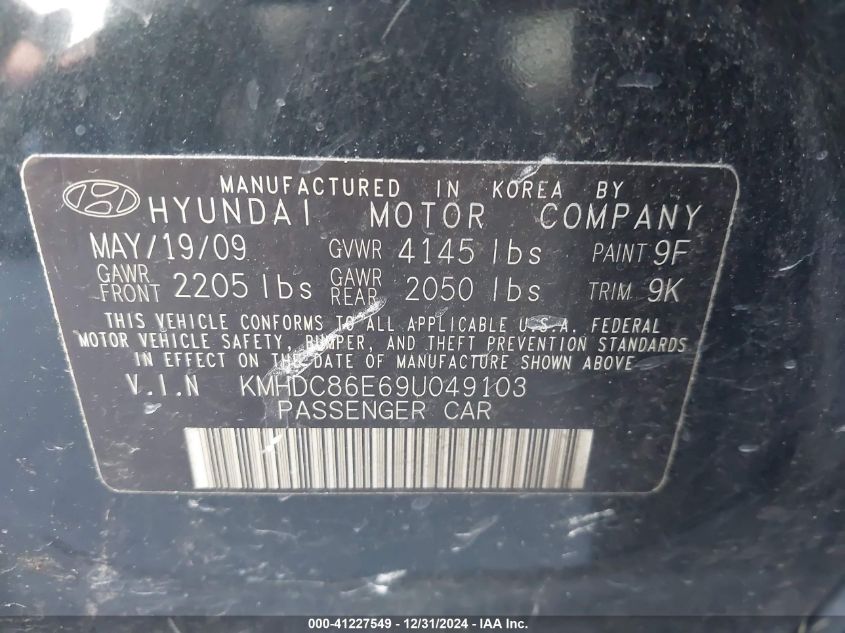 MANUFACTURED IN KOREA BY
HYUNDAI MOTOR COMPANY
MAY/19/09 GVWR 4145 lbs PAINT 9F
GAWR FRONT 2205 lbs GAWR REAR 2050 lbs TRIM 9K
THIS VEHICLE CONFORMS TO ALL APPLICABLE U.S.A. FEDERAL
MOTOR VEHICLE SAFETY, BUMPER, AND THEFT PREVENTION STANDARDS
IN EFFECT ON THE DATE OF MANUFACTURE SHOWN ABOVE
V.I.N KMHDC86E69U049103
PASSENGER CAR
000-41227549 - 12/31/2024 - IAA Inc.